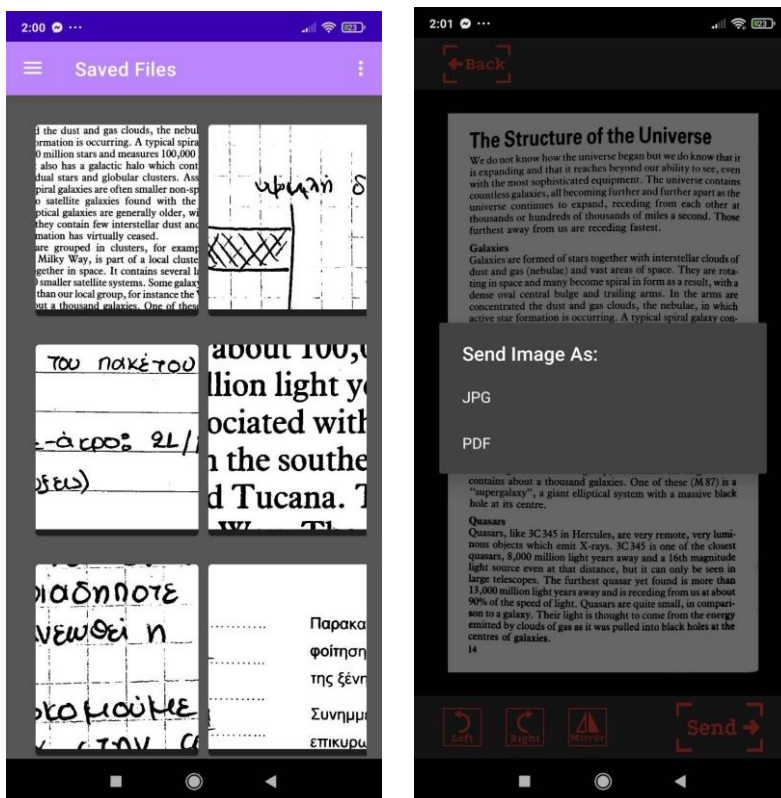 2:00
23
Saved Files
d the dust and gas clouds, the nebul
ormation is occurring. A typical spira
0 million stars and measures 100,000
also has a galactic halo which cont
dual stars and globular clusters. Ass
piral galaxies are often smaller non-sp
o satellite galaxies found with the
ptical galaxies are generally older, wi
they contain few interstellar dust and
mation has virtually ceased.
are grouped in clusters, for examp
Milky Way, is part of a local cluste
gether in space. It contains several l
smaller satellite systems. Some galaxy
than our local group, for instance the
out a thousand galaxies. One of these
αρμλή δ
του πακέτου
-άκρο: 2L/
ύξεις)
about 100,0
llion light y
ociated with
n the southe
d Tucana. T
Way. The
ιαδήποτε
νεωθεί η
οκομούμε
στην
Παρακα
φοίτηση
της ξένη
Συνημμ
επικυρω
2:01
23
Back
The Structure of the Universe
We do not know how the universe began but we do know that it
is expanding and that it reaches beyond our ability to see, even
with the most sophisticated equipment. The universe contains
countless galaxies, all becoming further and further apart as the
universe continues to expand, receding from each other at
thousands or hundreds of thousands of miles a second. Those
furthest away from us are receding fastest.
Galaxies
Galaxies are formed of stars together with interstellar clouds of
dust and gas (nebulae) and vast areas of space. They are rota-
ting in space and many become spiral in form as a result, with a
dense oval central bulge and trailing arms. In the arms are
concentrated the dust and gas clouds, the nebulae, in which
active star formation is occurring. A typical spiral galaxy con-
Send Image As:
JPG
PDF
contains about a thousand galaxies. One of these (M 87) is a
"supergalaxy", a giant elliptical system with a massive black
hole at its centre.
Quasars
Quasars, like 3C 345 in Hercules, are very remote, very lumi-
nous objects which emit X-rays. 3C 345 is one of the closest
quasars, 8,000 million light years away and a 16th magnitude
light source even at that distance, but it can only be seen in
large telescopes. The furthest quasar yet found is more than
13,000 million light years away and is receding from us at about
90% of the speed of light. Quasars are quite small, in compari-
son to a galaxy. Their light is thought to come from the energy
emitted by clouds of gas as it was pulled into black holes at the
centres of galaxies.
14
Left
Right
Mirror
Send